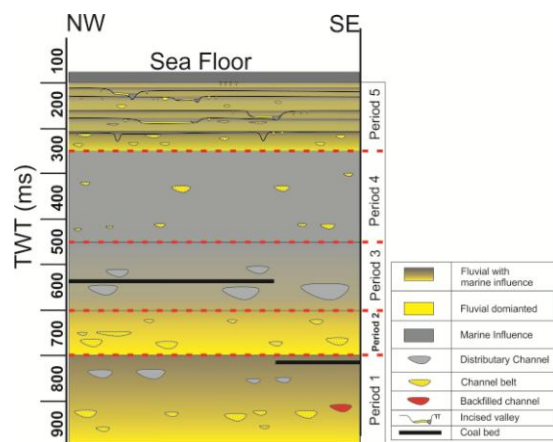 NW
SE
Sea Floor
TWT (ms)
100
200
300
400
500
600
700
800
900
Period 5
Period 4
Period 3
Period 2
Period 1
Fluvial with
marine influence
Fluvial domianted
Marine Influence
Distributary Channel
Channel belt
Backfilled channel
Incised valley
Coal bed